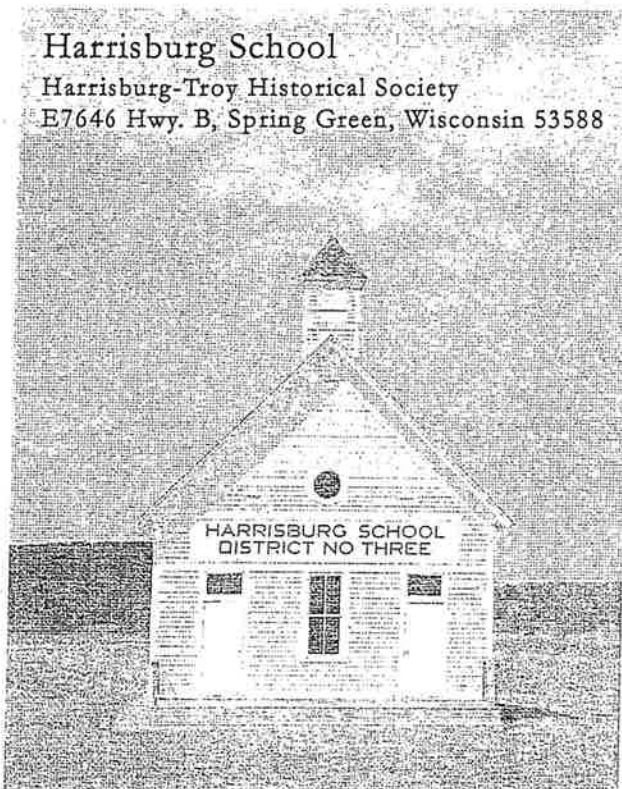 Harrisburg School
Harrisburg-Troy Historical Society
E7646 Hwy. B, Spring Green, Wisconsin 53588
HARRISBURG SCHOOL
DISTRICT NO THREE